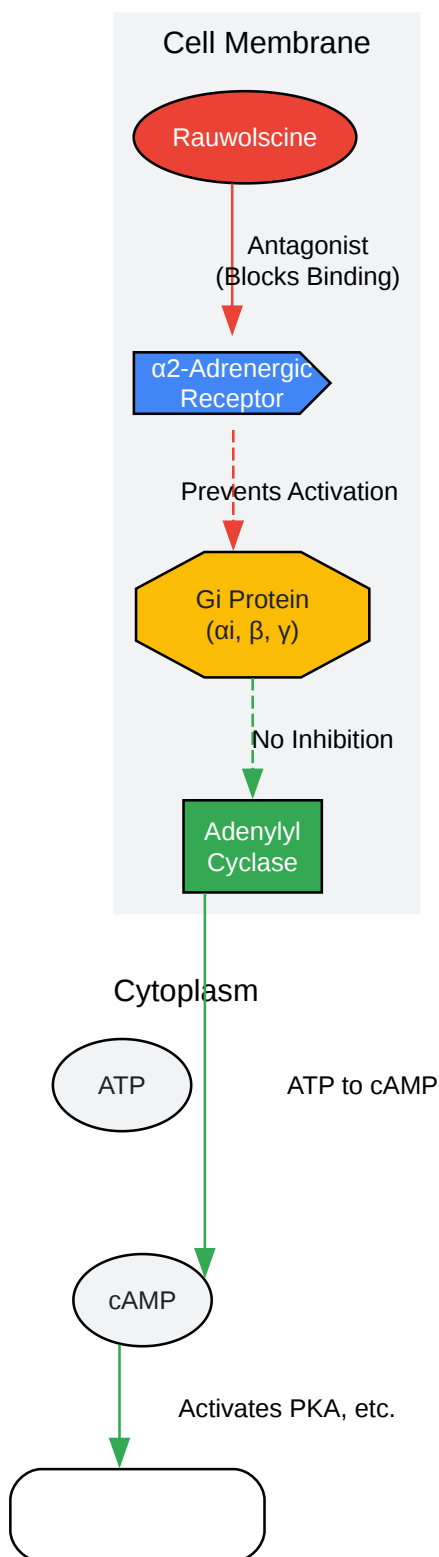 Cell Membrane
Rauwolscine
Antagonist
(Blocks Binding)
α2-Adrenergic
Receptor
Prevents Activation
Gi Protein
(αi, β, γ)
No Inhibition
Adenylyl
Cyclase
Cytoplasm
ATP
ATP to cAMP
cAMP
Activates PKA, etc.